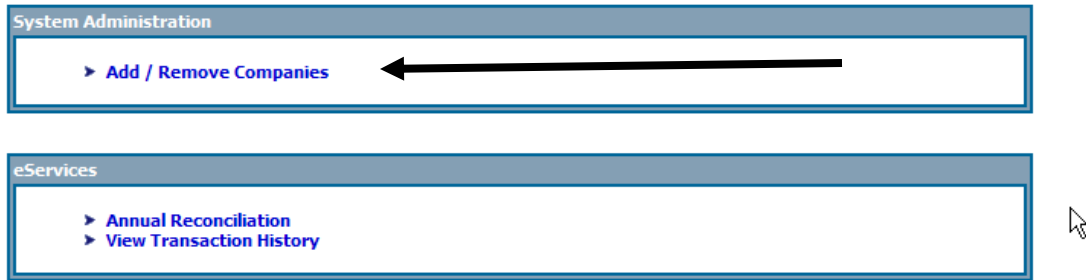 System Administration
Add / Remove Companies
eServices
Annual Reconciliation
View Transaction History